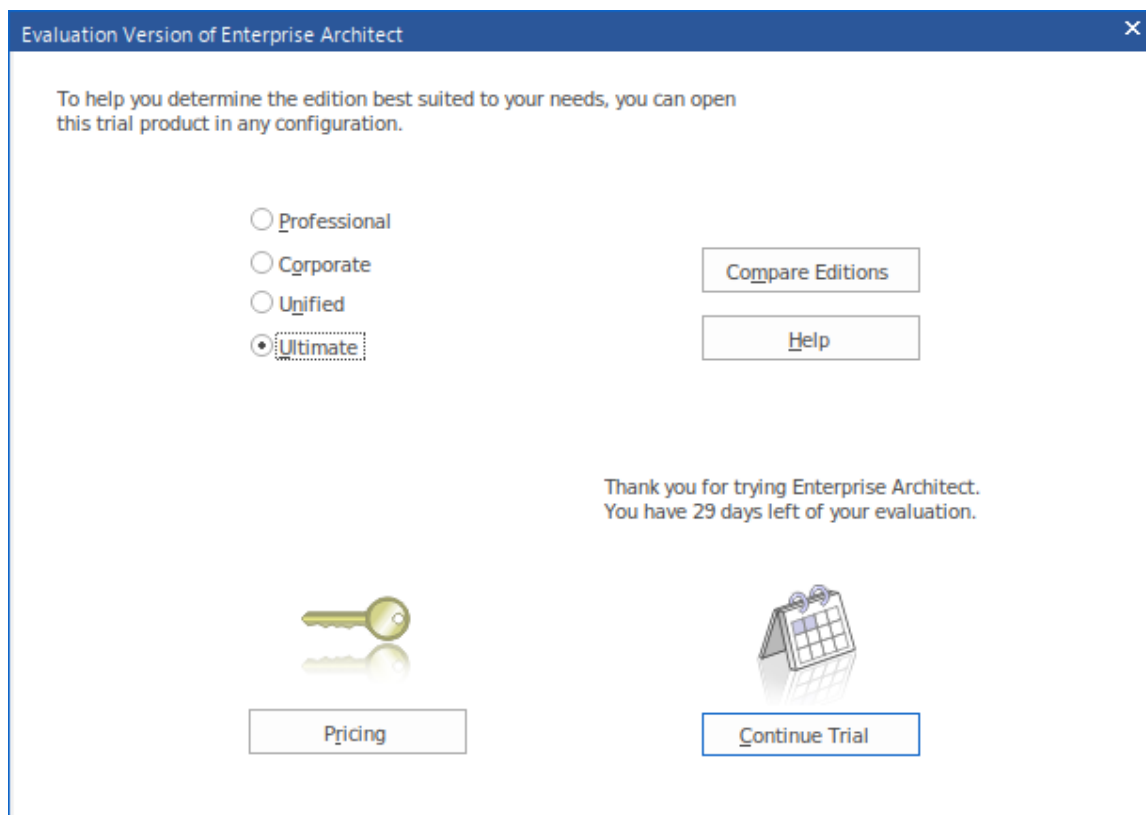 Evaluation Version of Enterprise Architect
To help you determine the edition best suited to your needs, you can open
this trial product in any configuration.
Professional
Corporate
Unified
Ultimate
Compare Editions
Help
Thank you for trying Enterprise Architect.
You have 29 days left of your evaluation.
Pricing
Continue Trial